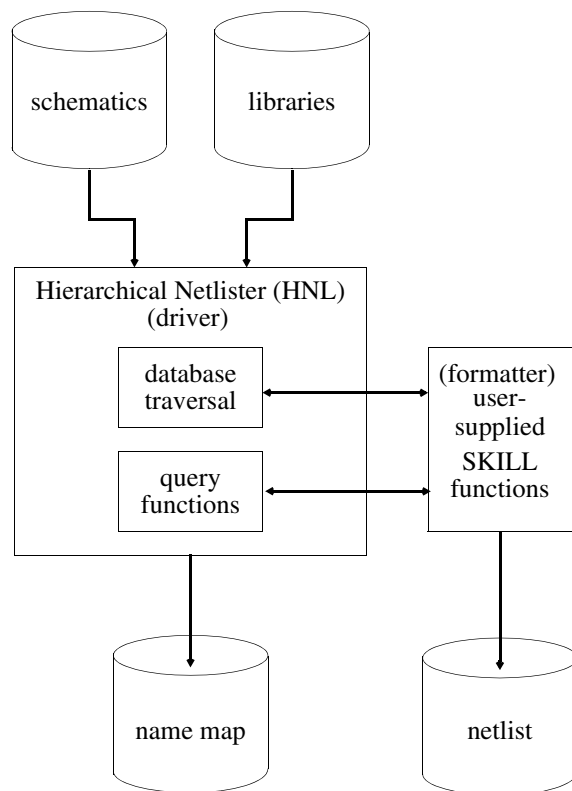 schematics
libraries
Hierarchical Netlister (HNL)
(driver)
database
traversal
query
functions
(formatter)
user-
supplied
SKILL
functions
name map
netlist